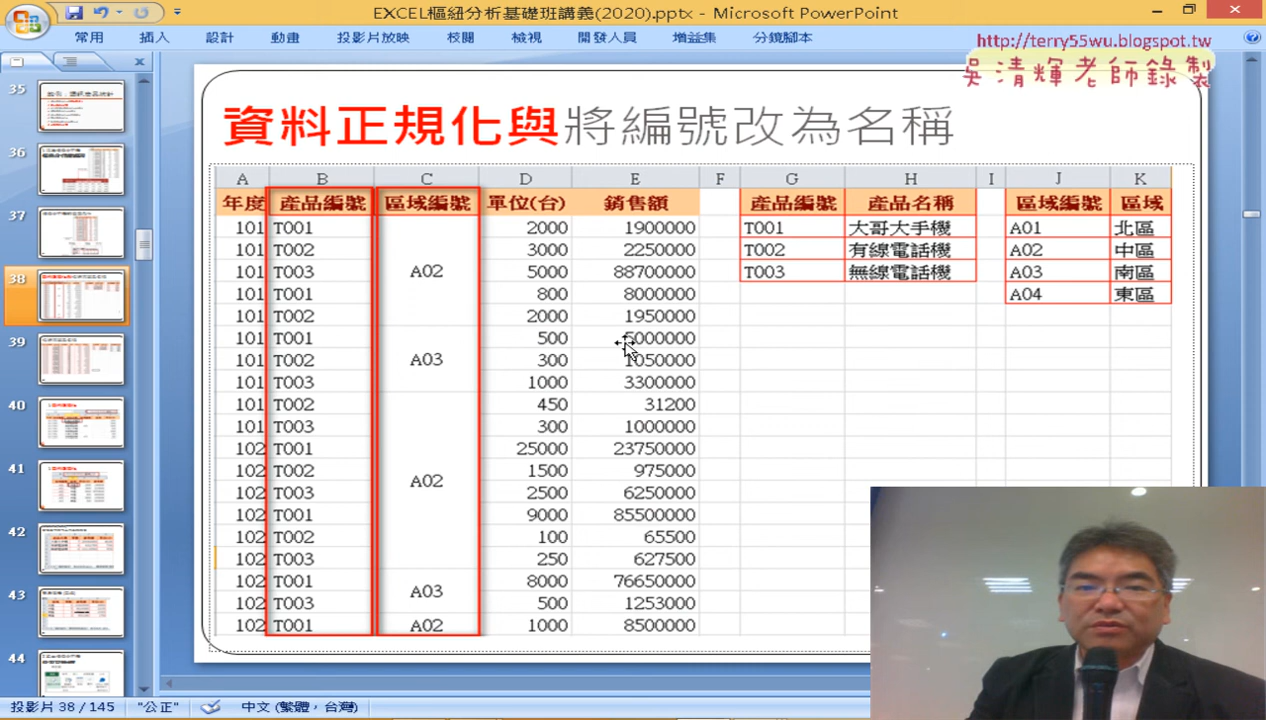 EXCEL樞紐分析基礎班講義(2020).pptx - Microsoft PowerPoint
常用 插入 設計 動畫 投影片放映 校閱 檢視 開發人員 增益集 分鏡腳本
http://terry55wu.blogspot.tw
吳清輝老師錄製
資料正規化與將編號改為名稱
A B C D E F G H I J K
年度 產品編號 區域編號 單位(台) 銷售額 產品編號 產品名稱 區域編號 區域
101 T001 2000 1900000 T001 大哥大手機 A01 北區
101 T002 3000 2250000 T002 有線電話機 A02 中區
101 T003 A02 5000 88700000 T003 無線電話機 A03 南區
101 T001 800 8000000 A04 東區
101 T002 2000 1950000
101 T001 500 5000000
101 T002 A03 300 1050000
101 T003 1000 3300000
101 T002 450 31200
101 T003 300 1000000
102 T001 25000 23750000
102 T002 A02 1500 975000
102 T003 2500 6250000
102 T001 9000 85500000
102 T002 100 65500
102 T003 250 627500
102 T001 A03 8000 76650000
102 T003 500 1253000
102 T001 A02 1000 8500000
35
36
37
38
39
40
41
42
43
44
投影片 38 / 145 "公正" 中文 (繁體，台灣)